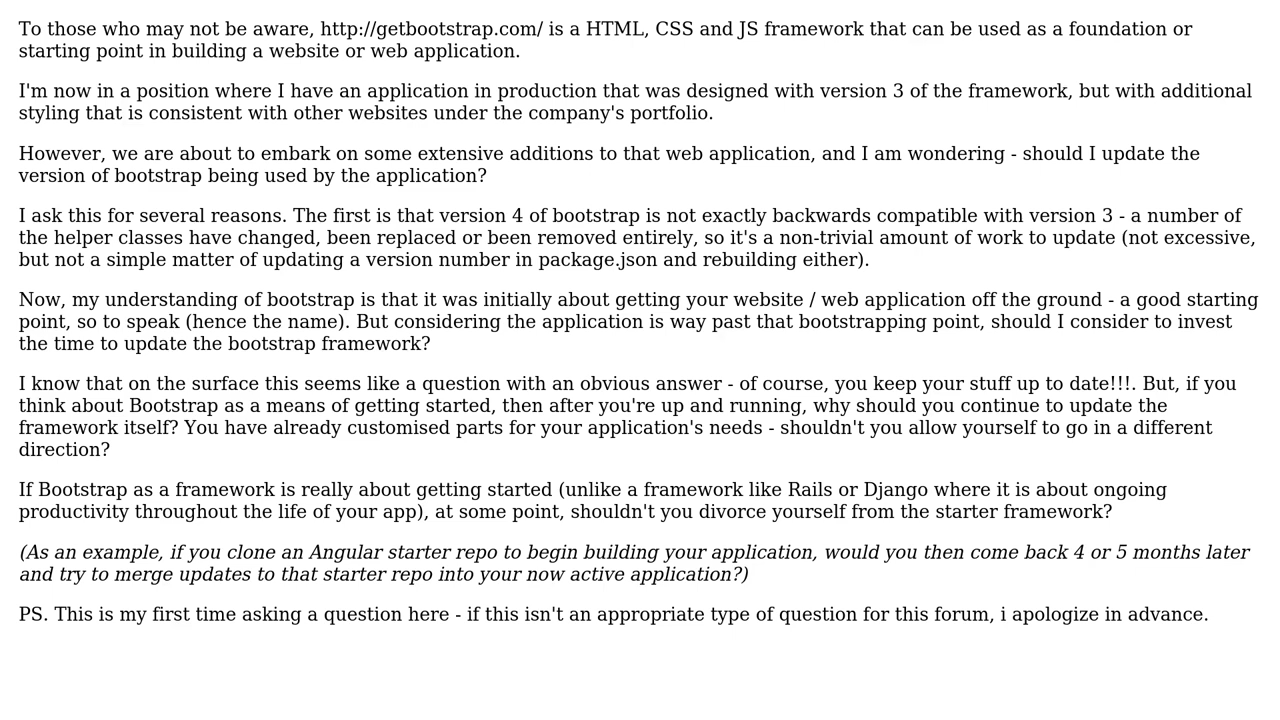 To those who may not be aware, http://getbootstrap.com/ is a HTML, CSS and JS framework that can be used as a foundation or
starting point in building a website or web application.
I'm now in a position where I have an application in production that was designed with version 3 of the framework, but with additional
styling that is consistent with other websites under the company's portfolio.
However, we are about to embark on some extensive additions to that web application, and I am wondering - should I update the
version of bootstrap being used by the application?
I ask this for several reasons. The first is that version 4 of bootstrap is not exactly backwards compatible with version 3 - a number of
the helper classes have changed, been replaced or been removed entirely, so it's a non-trivial amount of work to update (not excessive,
but not a simple matter of updating a version number in package.json and rebuilding either).
Now, my understanding of bootstrap is that it was initially about getting your website / web application off the ground - a good starting
point, so to speak (hence the name). But considering the application is way past that bootstrapping point, should I consider to invest
the time to update the bootstrap framework?
I know that on the surface this seems like a question with an obvious answer - of course, you keep your stuff up to date!!!. But, if you
think about Bootstrap as a means of getting started, then after you're up and running, why should you continue to update the
framework itself? You have already customised parts for your application's needs - shouldn't you allow yourself to go in a different
direction?
If Bootstrap as a framework is really about getting started (unlike a framework like Rails or Django where it is about ongoing
productivity throughout the life of your app), at some point, shouldn't you divorce yourself from the starter framework?
(As an example, if you clone an Angular starter repo to begin building your application, would you then come back 4 or 5 months later
and try to merge updates to that starter repo into your now active application?)
PS. This is my first time asking a question here - if this isn't an appropriate type of question for this forum, i apologize in advance.